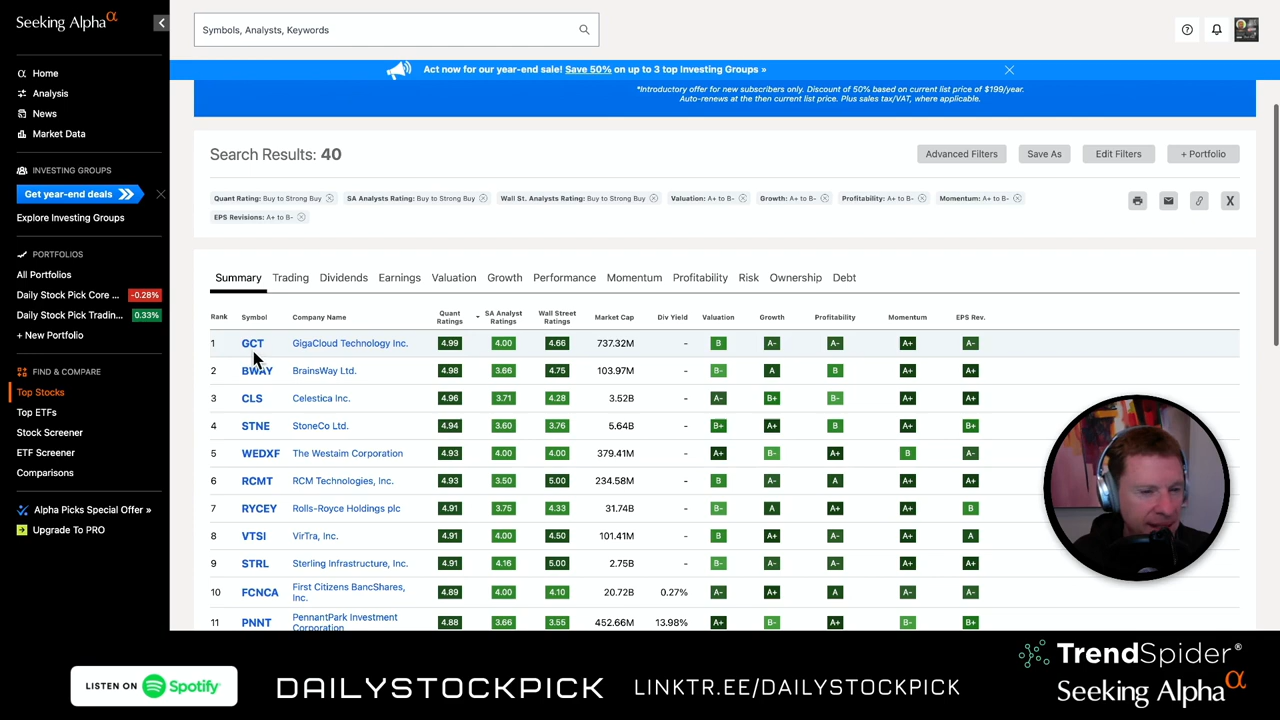 Seeking Alpha α
Symbols, Analysts, Keywords
Act now for our year-end sale! Save 50% on up to 3 top Investing Groups »
*Introductory offer for new subscribers only. Discount of 50% based on current list price of $199/year.
Auto-renews at the then current list price. Plus sales tax/VAT, where applicable.
Home
Analysis
News
Market Data
INVESTING GROUPS
Get year-end deals
Explore Investing Groups
PORTFOLIOS
All Portfolios
Daily Stock Pick Core ... -0.28%
Daily Stock Pick Tradin... 0.33%
+ New Portfolio
FIND & COMPARE
Top Stocks
Top ETFs
Stock Screener
ETF Screener
Comparisons
Alpha Picks Special Offer »
Upgrade To PRO
Search Results: 40
Advanced Filters Save As Edit Filters + Portfolio
Quant Rating: Buy to Strong Buy SA Analysts Rating: Buy to Strong Buy Wall St. Analysts Rating: Buy to Strong Buy Valuation: A+ to B- Growth: A+ to B- Profitability: A+ to B- Momentum: A+ to B-
EPS Revisions: A+ to B-
Summary Trading Dividends Earnings Valuation Growth Performance Momentum Profitability Risk Ownership Debt
Rank Symbol Company Name Quant Ratings SA Analyst Ratings Wall Street Ratings Market Cap Div Yield Valuation Growth Profitability Momentum EPS Rev.
1 GCT GigaCloud Technology Inc. 4.99 4.00 4.66 737.32M - B A- A- A+ A+
2 BWAY BrainsWay Ltd. 4.98 3.66 4.75 103.97M - B- A B A+ A+
3 CLS Celestica Inc. 4.96 3.71 4.28 3.52B - A- B+ B- A+ A+
4 STNE StoneCo Ltd. 4.94 3.60 3.76 5.64B - B+ A+ B A+ B+
5 WEDXF The Westaim Corporation 4.93 4.00 4.00 379.41M - A+ B- A+ B A-
6 RCMT RCM Technologies, Inc. 4.93 3.50 5.00 234.58M - B A- A A+ A+
7 RYCEY Rolls-Royce Holdings plc 4.91 3.75 4.33 31.74B - B- A A+ A+ B
8 VTSI VirTra, Inc. 4.91 4.00 4.50 101.41M - B A+ A- A+ A
9 STRL Sterling Infrastructure, Inc. 4.91 4.16 5.00 2.75B - B- A- A- A+ A+
10 FCNCA First Citizens BancShares, Inc. 4.89 4.00 4.10 20.72B 0.27% A- A+ A A- A-
11 PNNT PennantPark Investment Corporation 4.88 3.66 3.55 452.66M 13.98% A+ B- A+ B- B+
LISTEN ON Spotify
DAILYSTOCKPICK
LINKTR.EE/DAILYSTOCKPICK
TrendSpider®
Seeking Alpha α